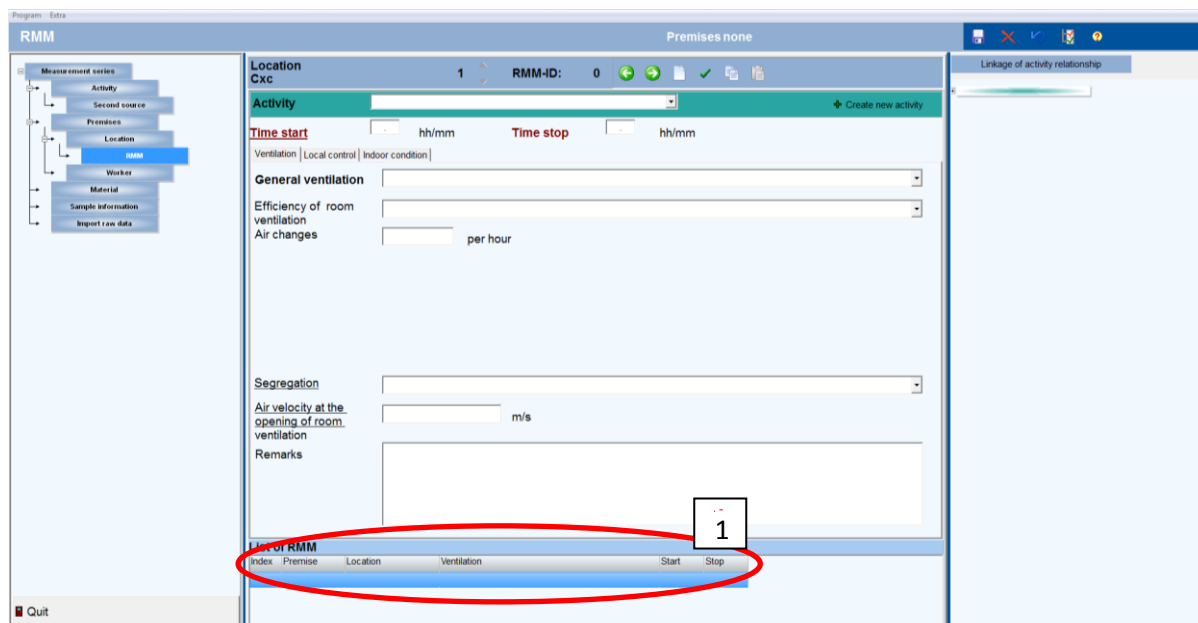 Program Extra
RMM
Premises none
Measurement series
Activity
Second source
Premises
Location
RMM
Worker
Material
Sample information
Import raw data
Quit
Location
Cxc
1
RMM-ID: 0
Activity
Create new activity
Time start
hh/mm
Time stop
hh/mm
Ventilation Local control Indoor condition
General ventilation
Efficiency of room
ventilation
Air changes
per hour
Segregation
Air velocity at the
opening of room
ventilation
m/s
Remarks
1
List of RMM
Index Premise Location Ventilation Start Stop
Linkage of activity relationship